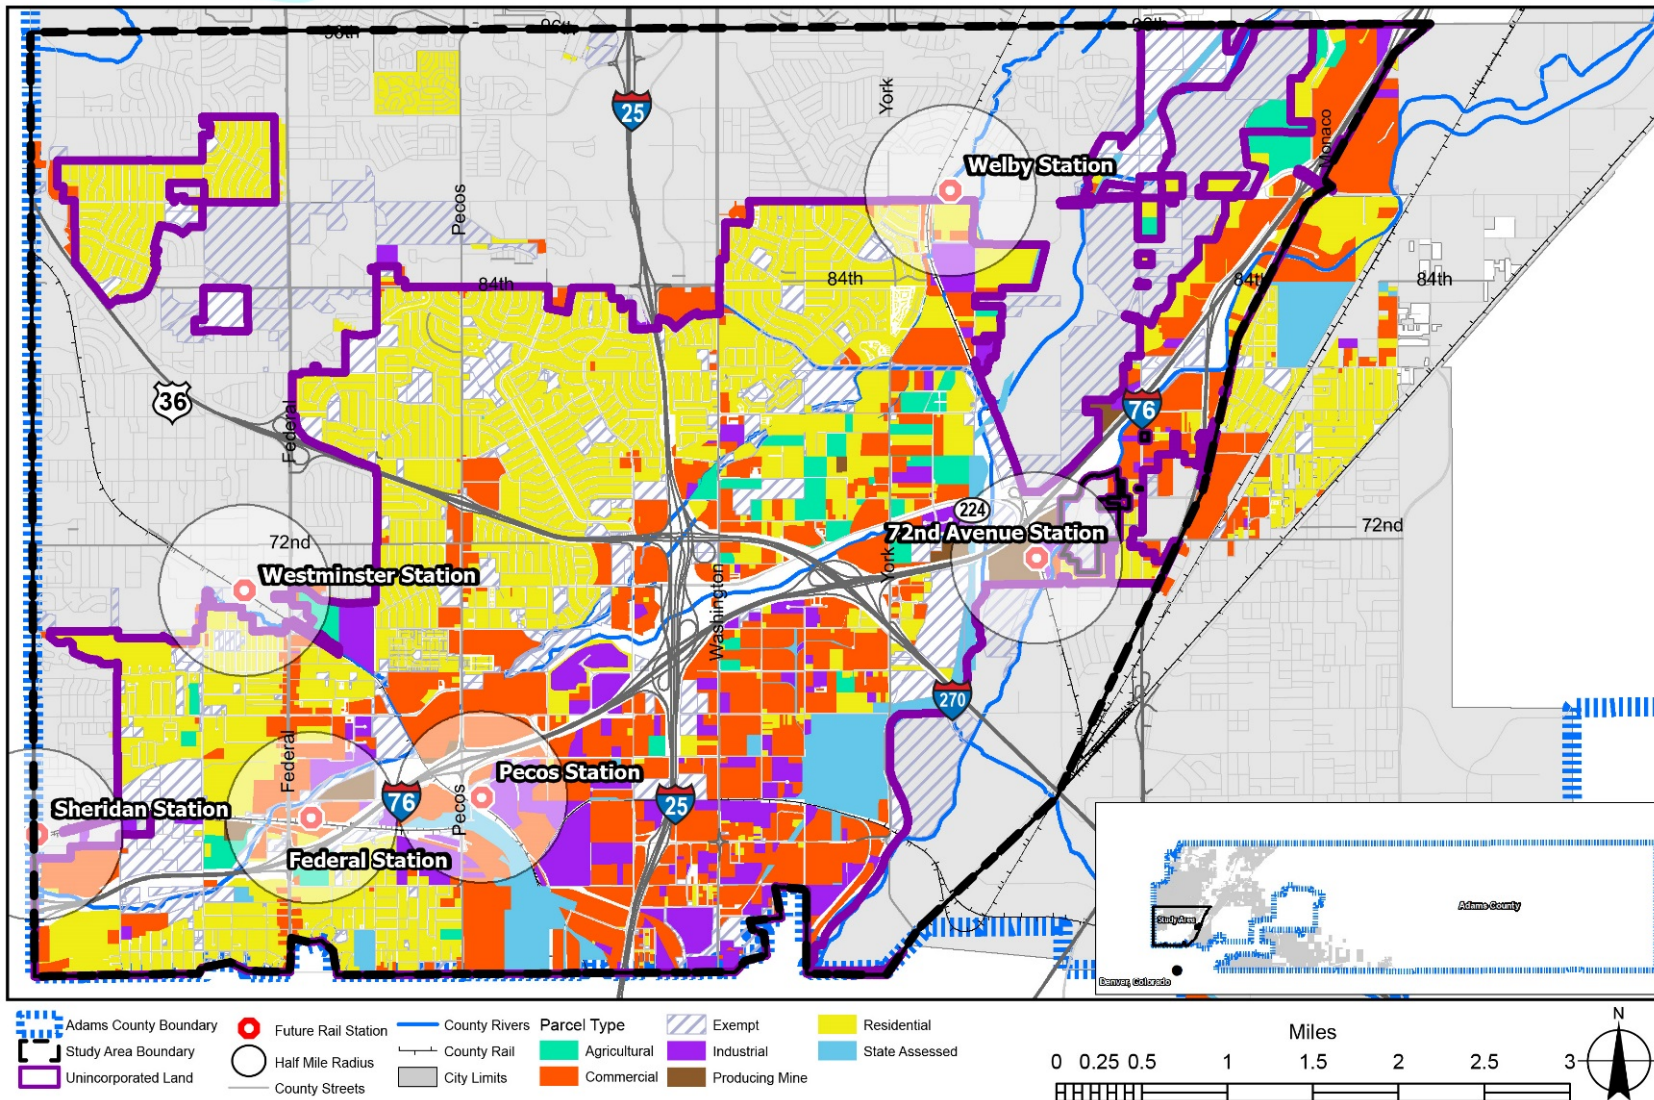 96th
96th
96th
25
York
Monaco
Welby Station
Pecos
84th
84th
84th
84th
36
Federal
76
224
72nd Avenue Station
72nd
72nd
York
Westminster Station
Washington
270
Federal
Pecos Station
76
Pecos
25
Sheridan Station
Federal Station
Study Area
Adams County
Denver, Colorado
Adams County Boundary
Study Area Boundary
Unincorporated Land
Future Rail Station
Half Mile Radius
County Streets
County Rivers
County Rail
City Limits
Parcel Type
Agricultural
Commercial
Exempt
Industrial
Producing Mine
Residential
State Assessed
Miles
0 0.25 0.5 1 1.5 2 2.5 3
N